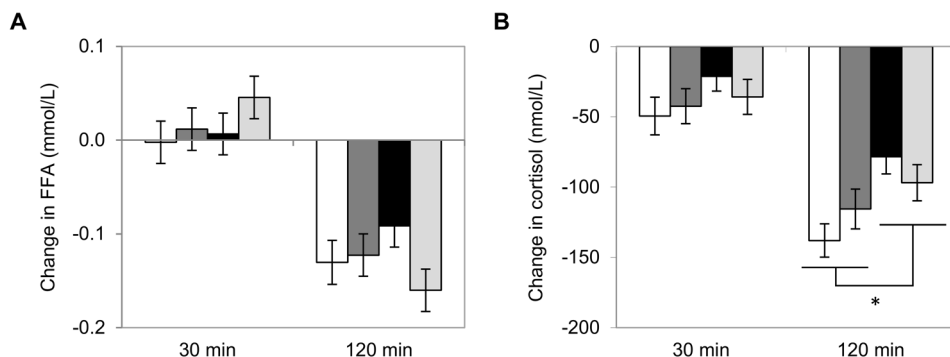 A
Change in FFA (mmol/L)
0.1
0.0
-0.1
-0.2
30 min
120 min
B
Change in cortisol (nmol/L)
0
-50
-100
-150
-200
*
30 min
120 min